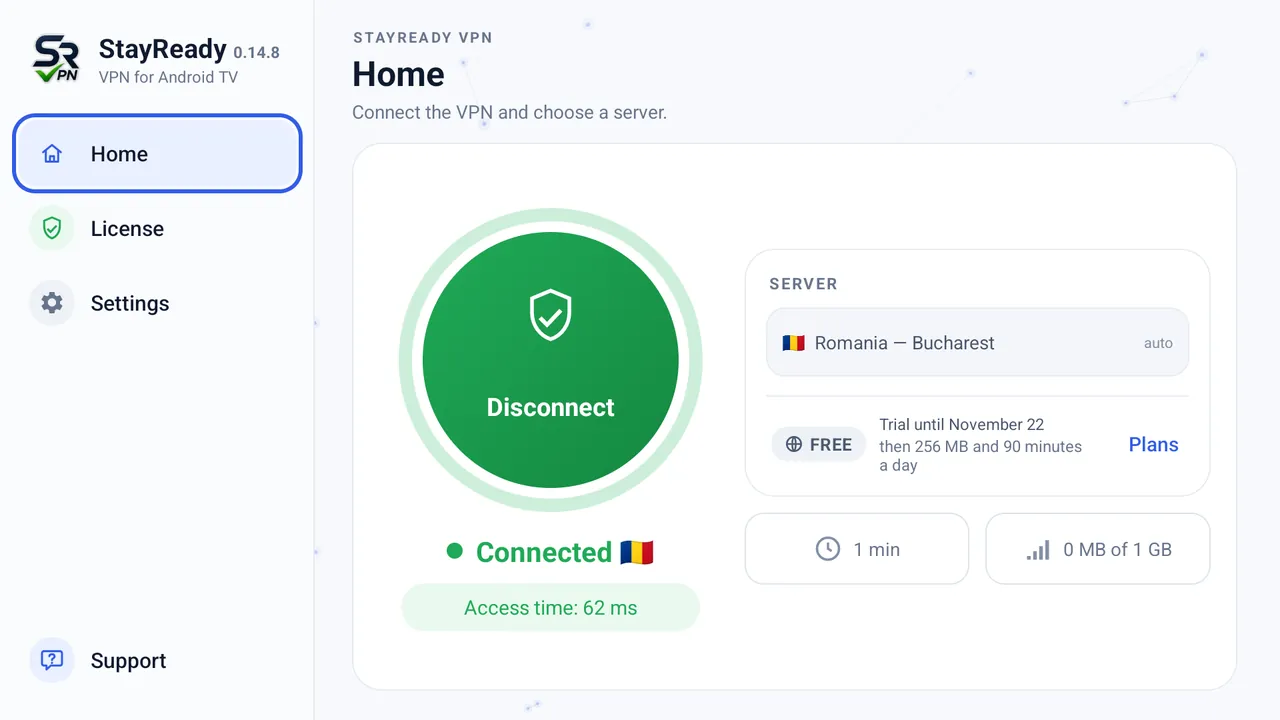 SR
VPN
StayReady 0.14.8
VPN for Android TV
Home
License
Settings
Support
STAYREADY VPN
Home
Connect the VPN and choose a server.
Disconnect
Connected
Access time: 62 ms
SERVER
Romania — Bucharest
auto
FREE
Trial until November 22
then 256 MB and 90 minutes
a day
Plans
1 min
0 MB of 1 GB